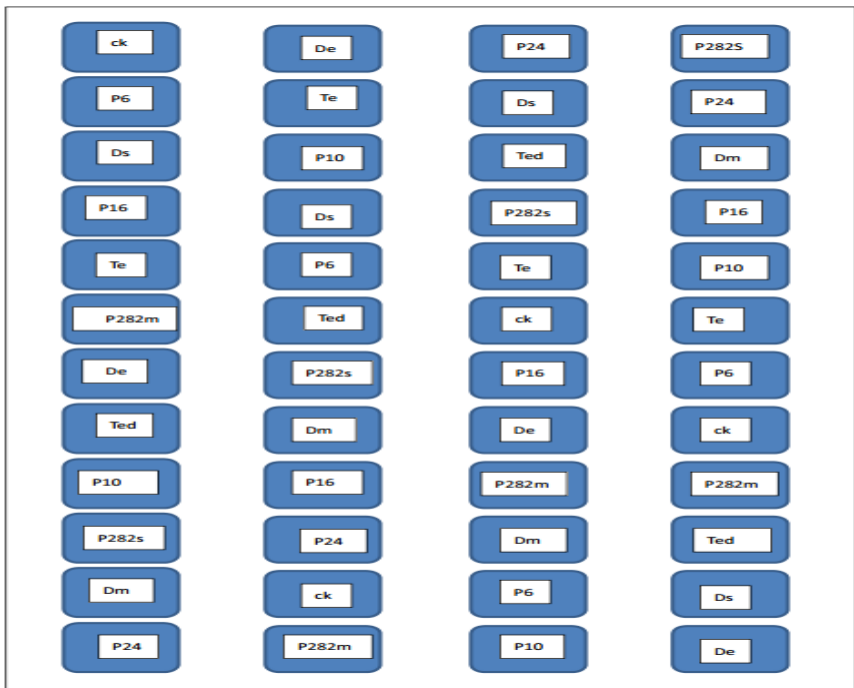 ck De P24 P282S
P6 Te Ds P24
Ds P10 Ted Dm
P16 Ds P282s P16
Te P6 Te P10
P282m Ted ck Te
De P282s P16 P6
Ted Dm De ck
P10 P16 P282m P282m
P282s P24 Dm Ted
Dm ck P6 Ds
P24 P282m P10 De